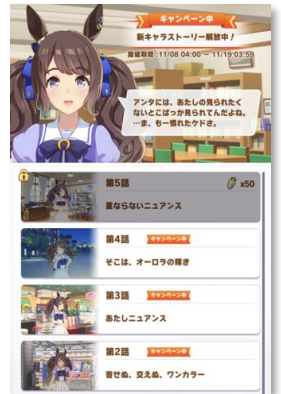 キャンペーン中
新キャラストーリー解放中!
開催期間:11/08 04:00 ~ 11/19 03:59
アンタには、あたしの見られたく
ないとこばっか見られてんだよね。
…ま、もー慣れたケドさ。
第5話
x50
重ならないニュアンス
第4話 キャンペーン中
そこは、オーロラの輝き
第3話 キャンペーン中
あたしニュアンス
第2話 キャンペーン中
寄せぬ、交えぬ、ワンカラー